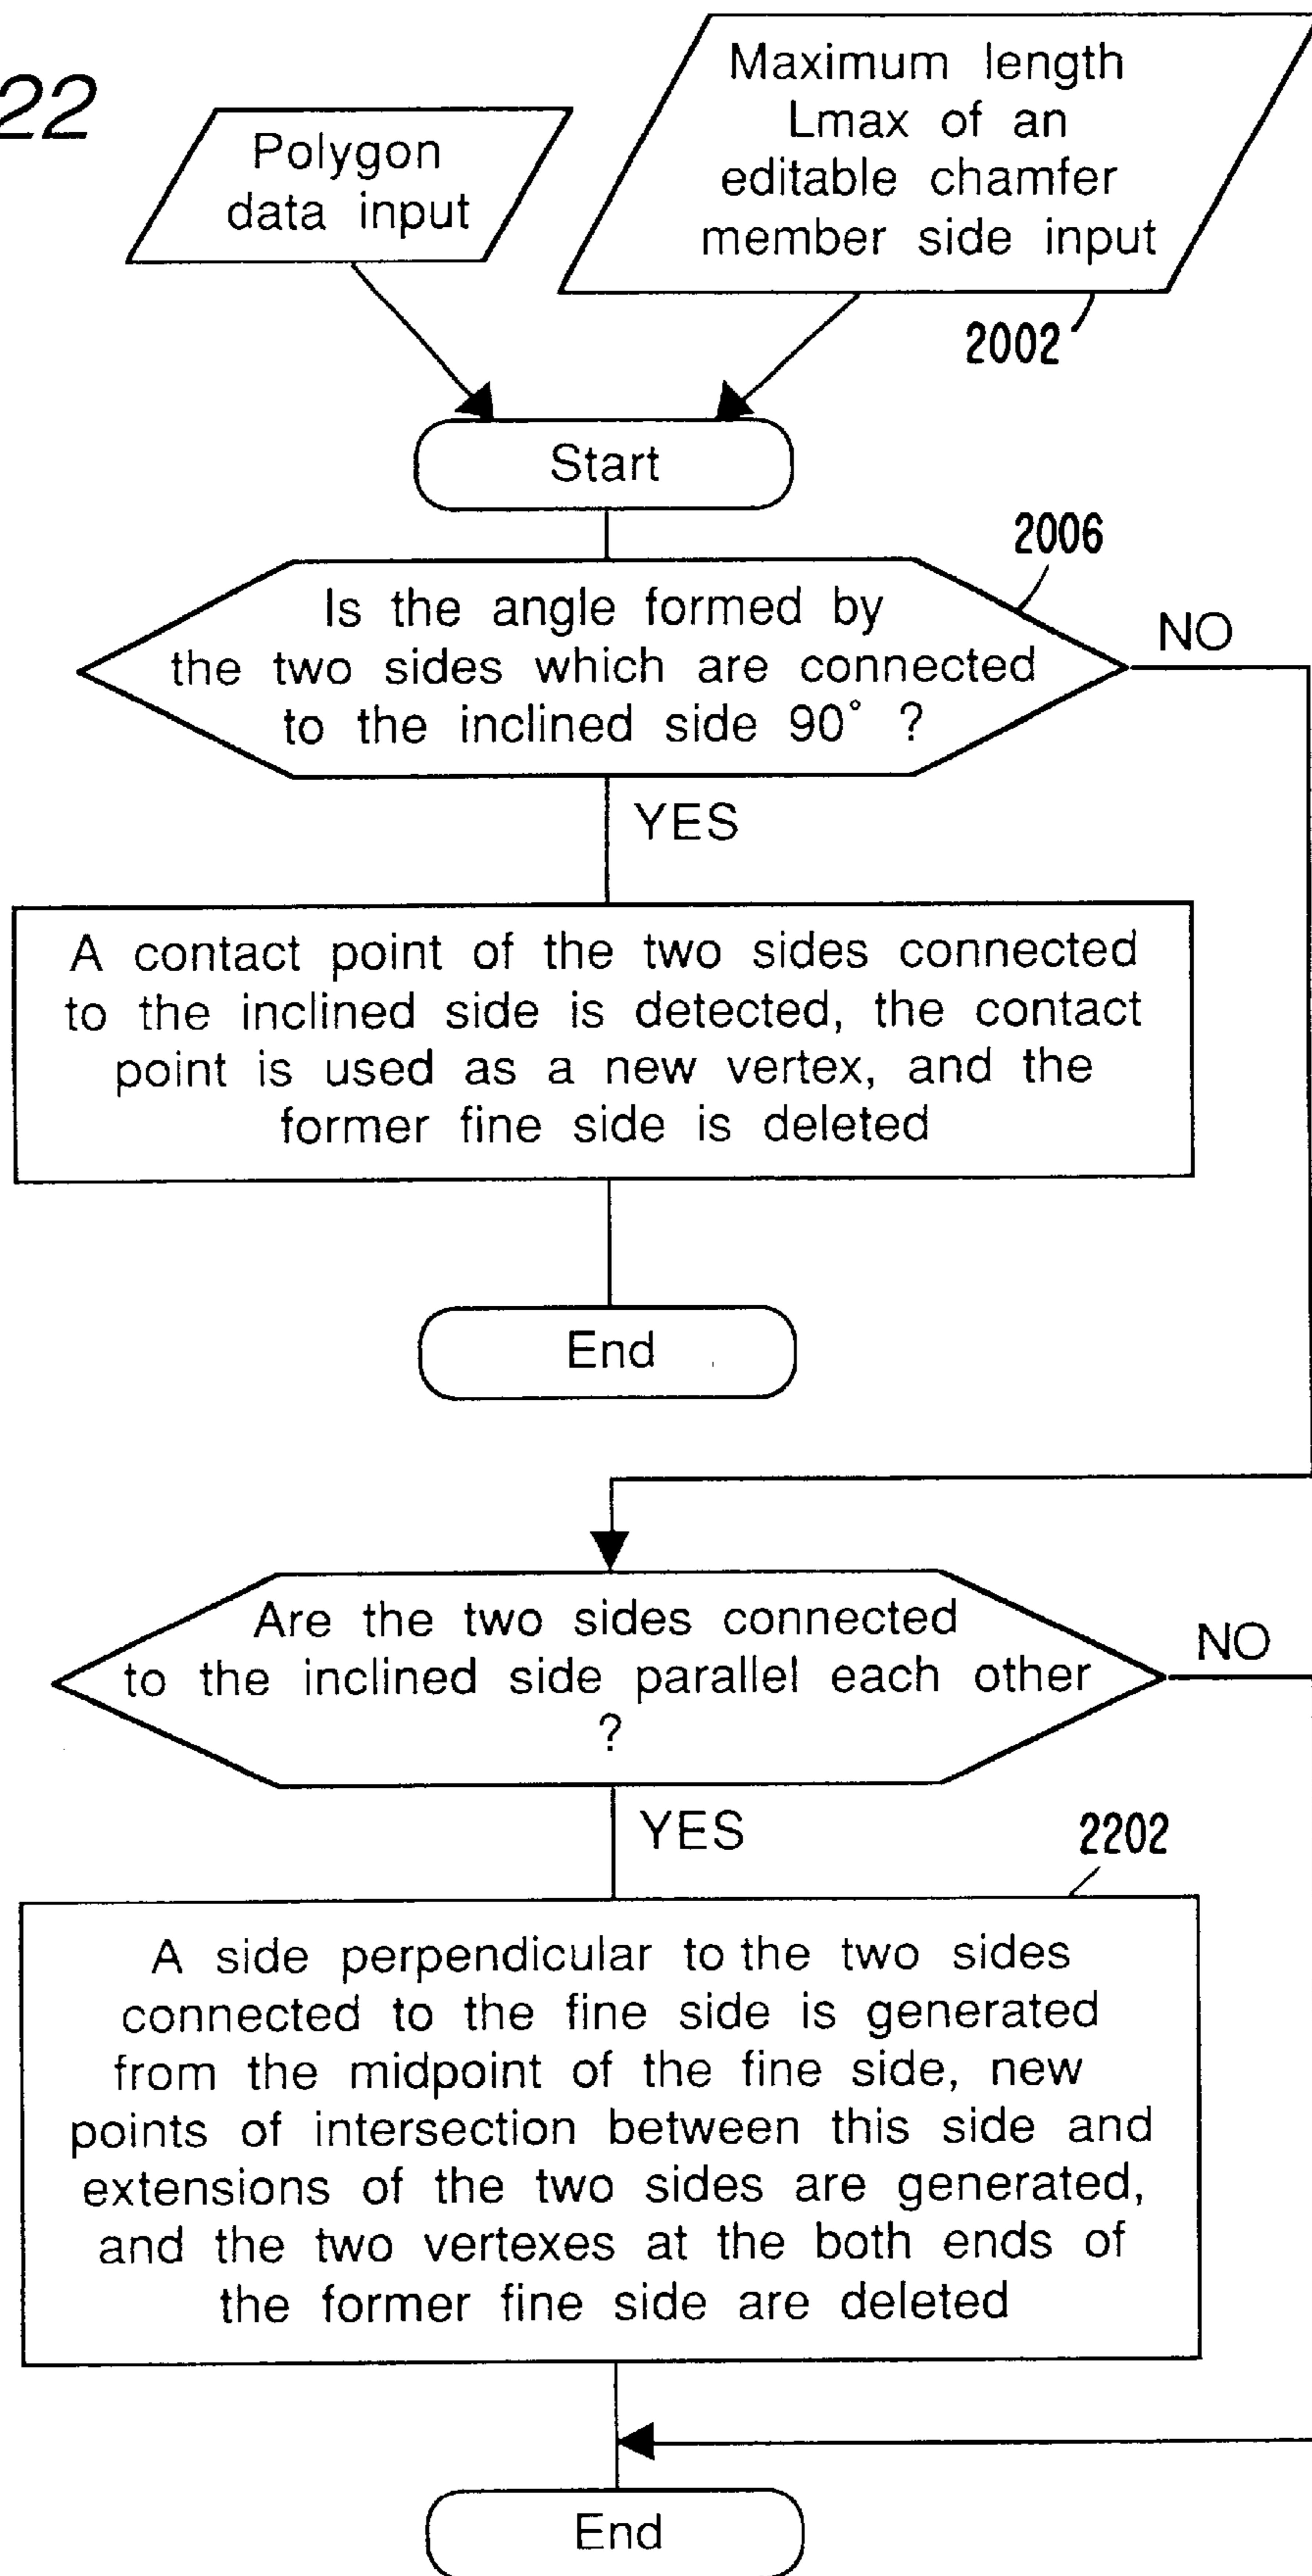 22
Polygon
data input
Maximum length
Lmax of an
editable chamfer
member side input
2002
Start
2006
Is the angle formed by
the two sides which are connected
to the inclined side 90° ?
NO
YES
A contact point of the two sides connected
to the inclined side is detected, the contact
point is used as a new vertex, and the
former fine side is deleted
End
Are the two sides connected
to the inclined side parallel each other
?
NO
YES
2202
A side perpendicular to the two sides
connected to the fine side is generated
from the midpoint of the fine side, new
points of intersection between this side and
extensions of the two sides are generated,
and the two vertexes at the both ends of
the former fine side are deleted
End